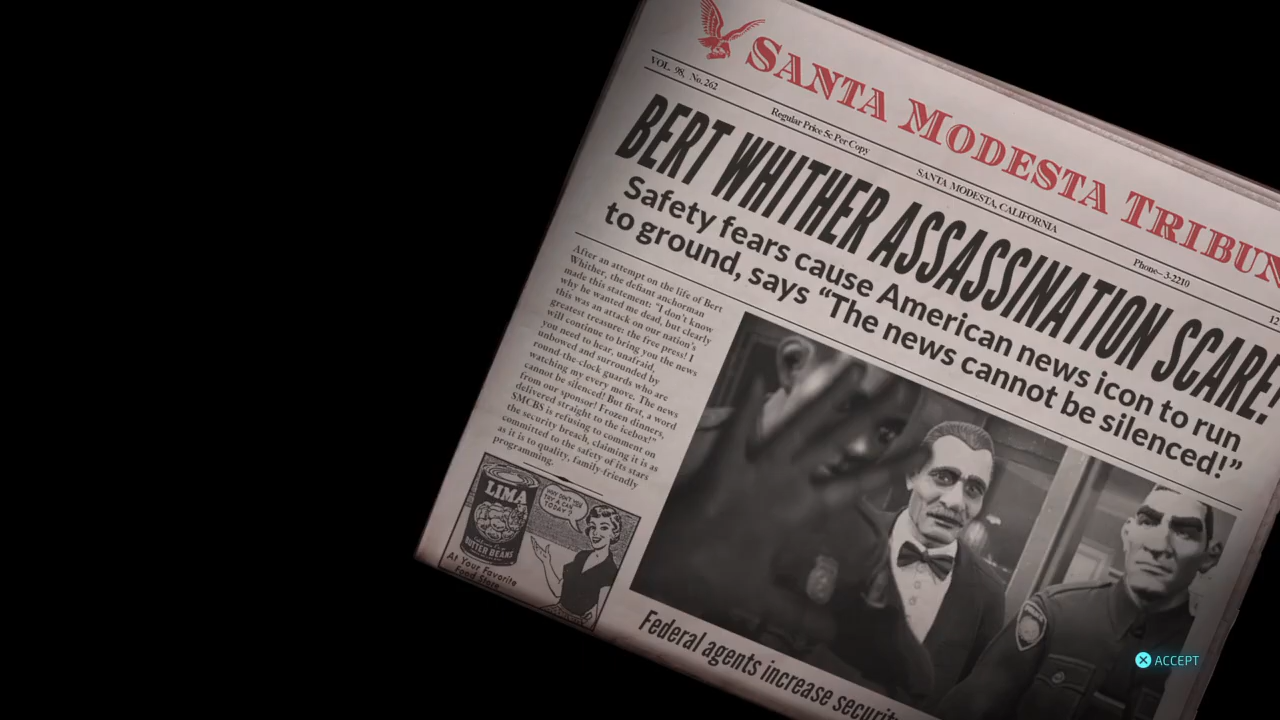 SANTA MODESTA TRIBUN
VOL. 98, No. 262
Regular Price 5c Per Copy
SANTA MODESTA, CALIFORNIA
Phone—3-2210
BERT WHITHER ASSASSINATION SCARE!
Safety fears cause American news icon to run
to ground, says “The news cannot be silenced!”
After an attempt on the life of Bert
Whither, the defiant anchorman
made this statement: “I don't know
why he wanted me dead, but clearly
this was an attack on our nation's
greatest treasure: the free press! I
will continue to bring you the news
you need to hear, unafraid,
unbowed and surrounded by
round-the-clock guards who are
watching my every move. The news
cannot be silenced! But first, a word
from our sponsor! Frozen dinners,
delivered straight to the icebox!”
SMCBS is refusing to comment on
the security breach, claiming it is as
committed to the safety of its stars
as it is to quality, family-friendly
programming.
LIMA
BUTTER BEANS
WHY DON'T YOU
TRY A CAN
TODAY?
At Your Favorite
Food Store
Federal agents increase security
ACCEPT